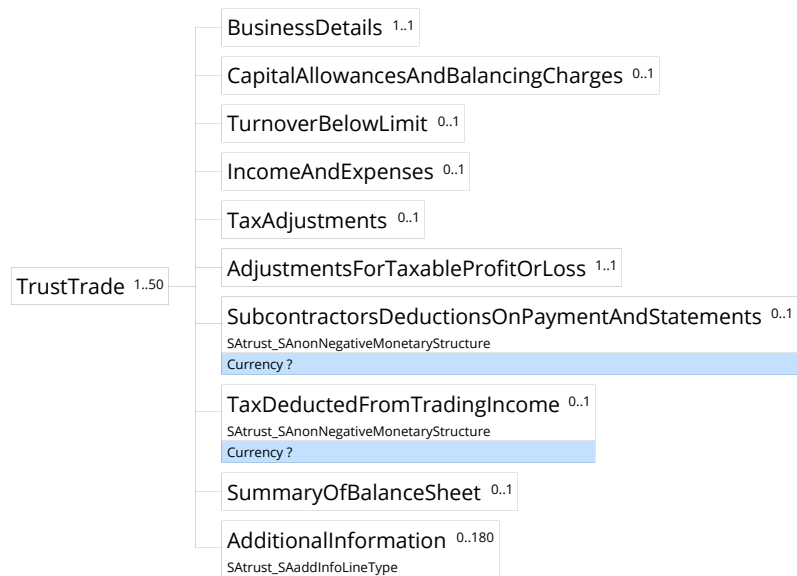 BusinessDetails 1..1
CapitalAllowancesAndBalancingCharges 0..1
TurnoverBelowLimit 0..1
IncomeAndExpenses 0..1
TaxAdjustments 0..1
AdjustmentsForTaxableProfitOrLoss 1..1
TrustTrade 1..50
SubcontractorsDeductionsOnPaymentAndStatements 0..1
SAtrust_SAnonNegativeMonetaryStructure
Currency ?
TaxDeductedFromTradingIncome 0..1
SAtrust_SAnonNegativeMonetaryStructure
Currency ?
SummaryOfBalanceSheet 0..1
AdditionalInformation 0..180
SAtrust_SAaddInfoLineType